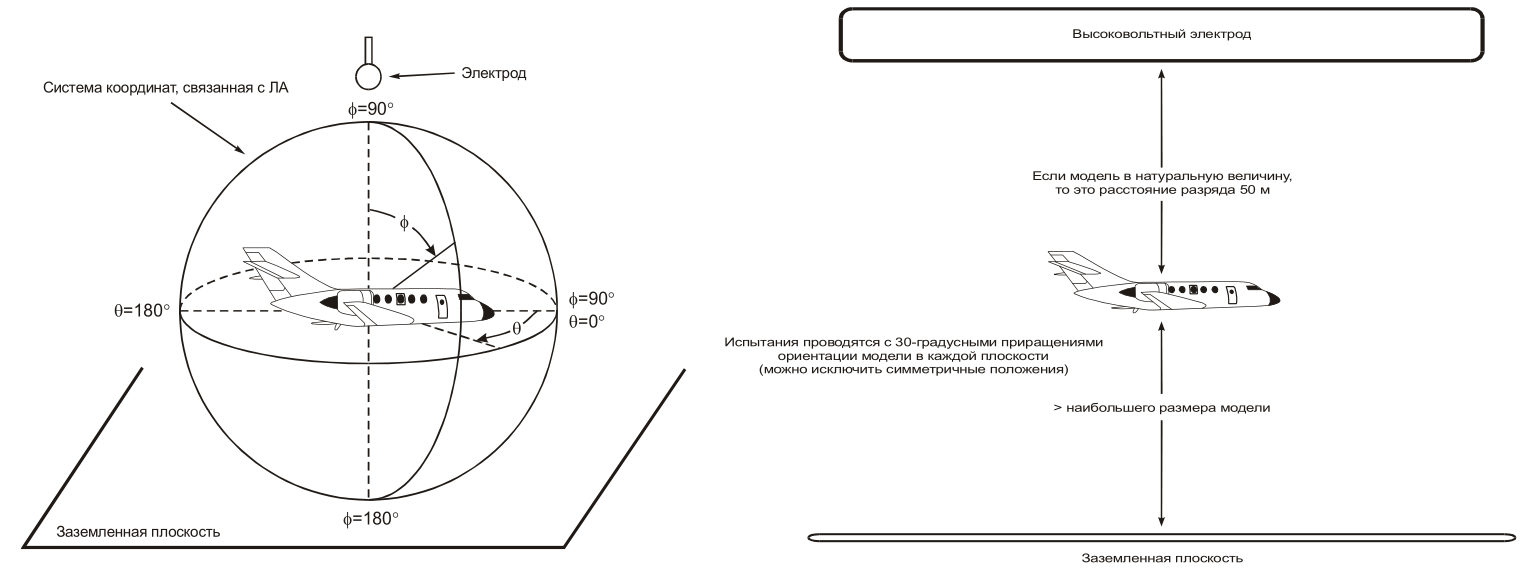 Электрод
Система координат, связанная с ЛА
ϕ=90°
ϕ
θ=180°
ϕ=90°
θ=0°
θ
ϕ=180°
Заземленная плоскость
Высоковольтный электрод
Если модель в натуральную величину,
то это расстояние разряда 50 м
Испытания проводятся с 30-градусными приращениями
ориентации модели в каждой плоскости
(можно исключить симметричные положения)
> наибольшего размера модели
Заземленная плоскость